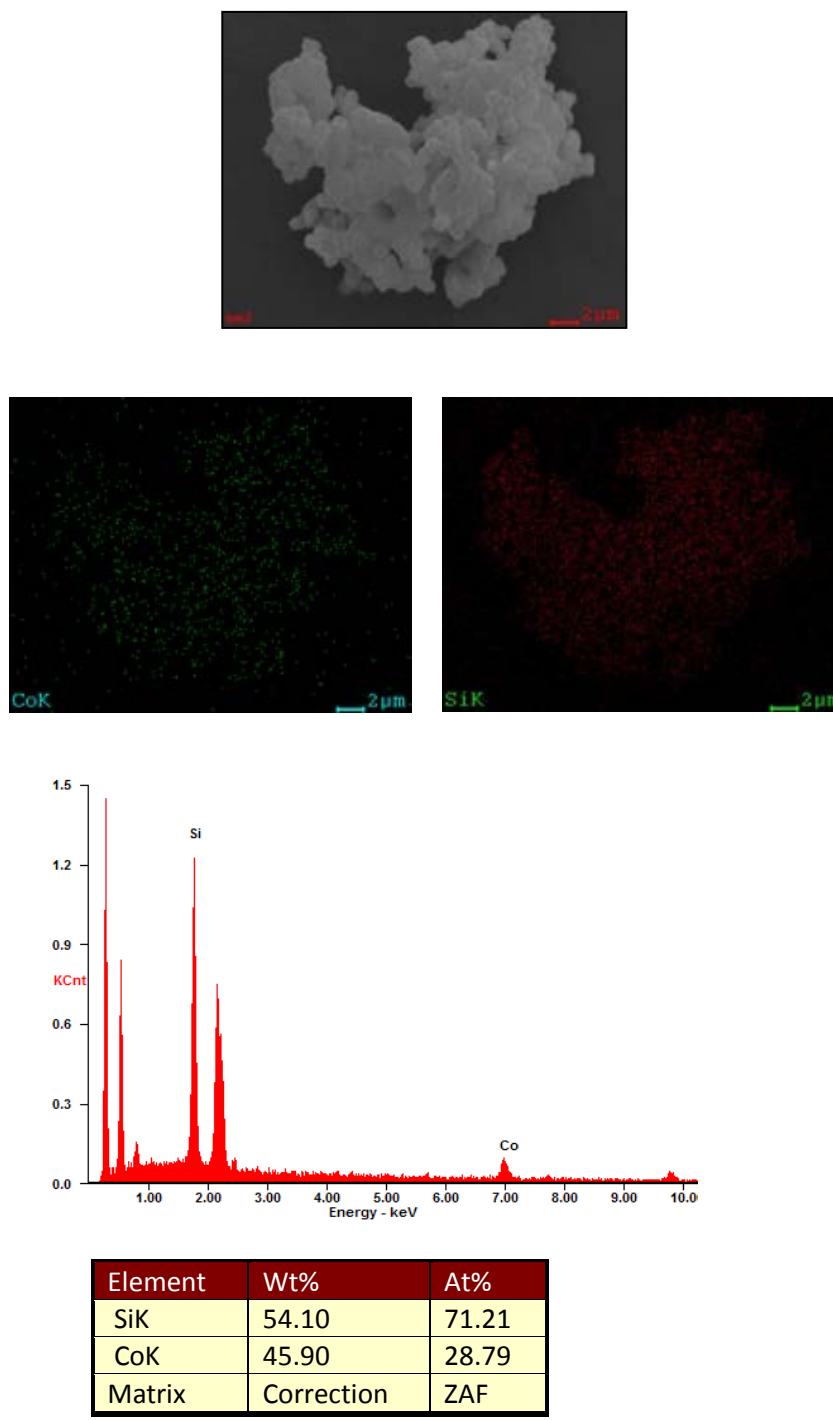 2µm
CoK 2µm
SiK 2µm
1.5
Si
1.2
0.9
KCnt
0.6
0.3
Co
0.0
1.00 2.00 3.00 4.00 5.00 6.00 7.00 8.00 9.00 10.0
Energy - keV
Element Wt% At%
SiK 54.10 71.21
CoK 45.90 28.79
Matrix Correction ZAF